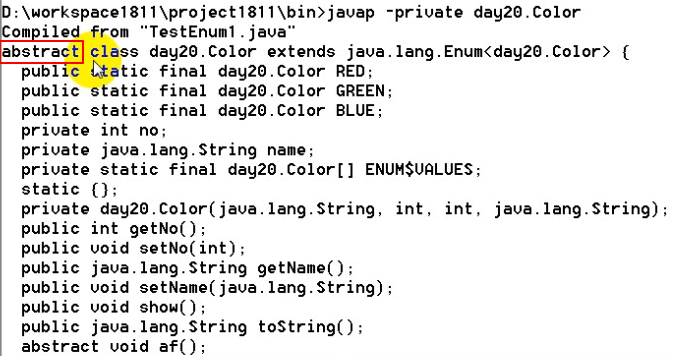 D:\workspace1811\project1811\bin>javap -private day20.Color
Compiled from "TestEnum1.java"
abstract class day20.Color extends java.lang.Enum<day20.Color> {
public static final day20.Color RED;
public static final day20.Color GREEN;
public static final day20.Color BLUE;
private int no;
private java.lang.String name;
private static final day20.Color[] ENUM$VALUES;
static {};
private day20.Color(java.lang.String, int, int, java.lang.String);
public int getNo();
public void setNo(int);
public java.lang.String getName();
public void setName(java.lang.String);
public void show();
public java.lang.String toString();
abstract void af();